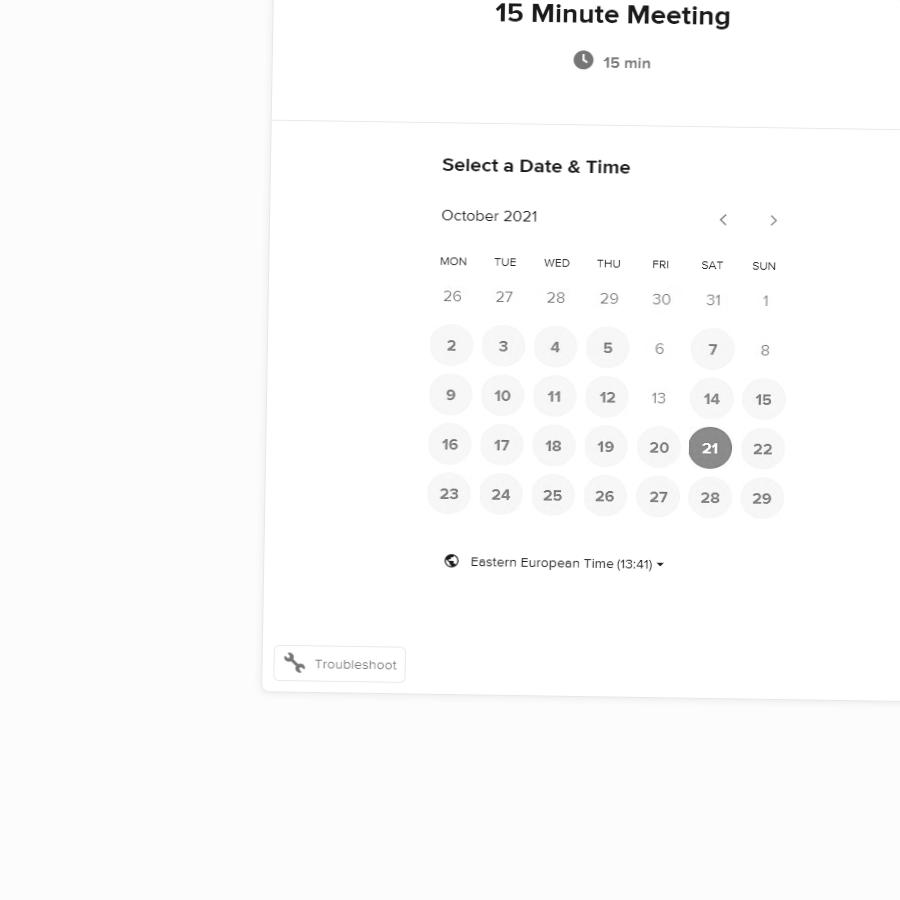 15 Minute Meeting
15 min
Select a Date & Time
October 2021
MON TUE WED THU FRI SAT SUN
26 27 28 29 30 31 1
2 3 4 5 6 7 8
9 10 11 12 13 14 15
16 17 18 19 20 21 22
23 24 25 26 27 28 29
Eastern European Time (13:41)
Troubleshoot